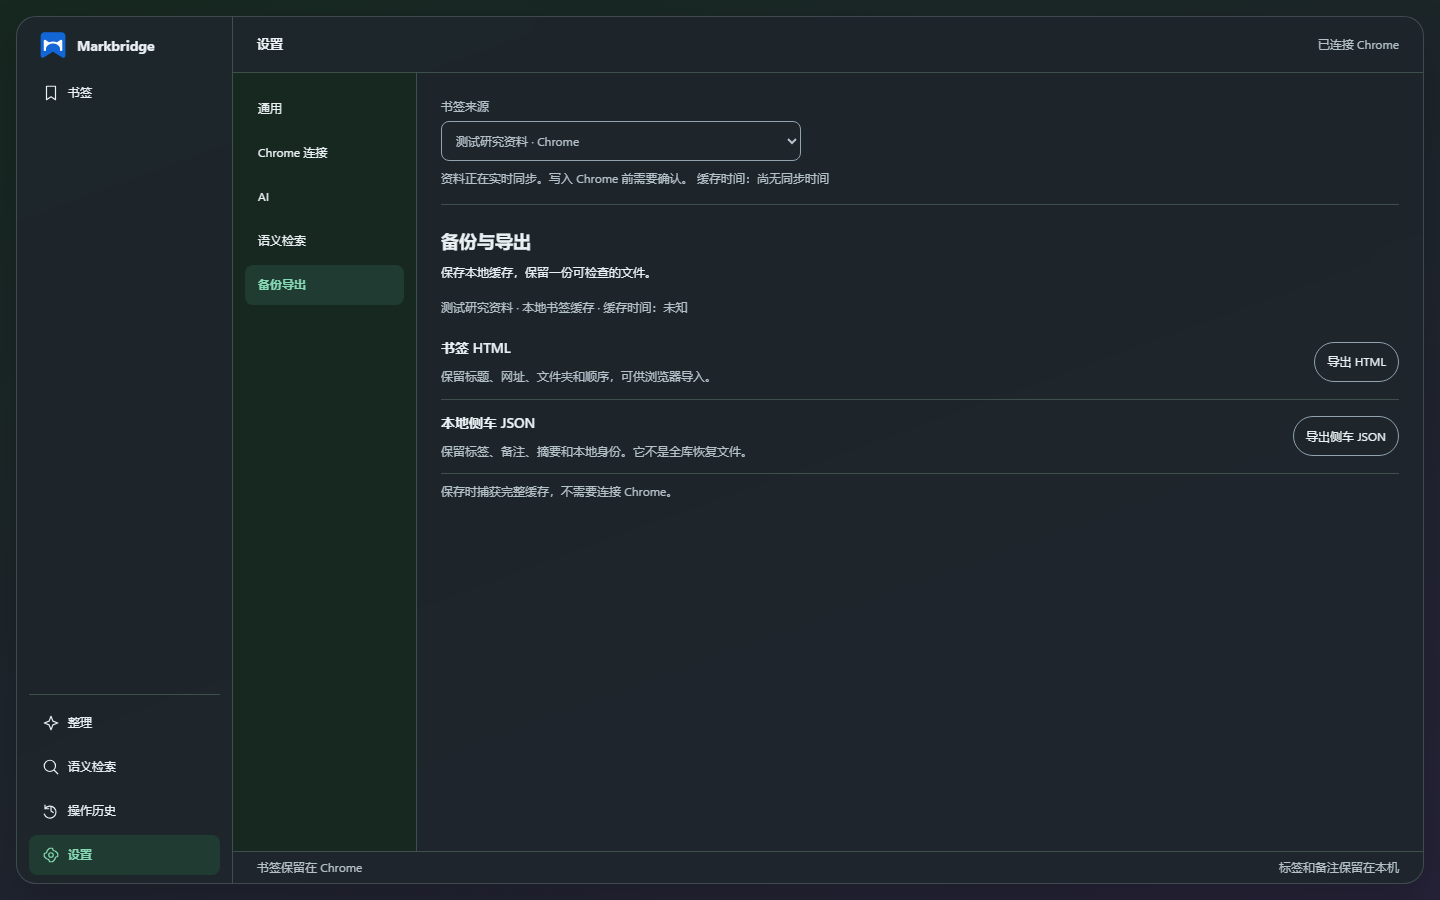 Markbridge
书签
整理
语义检索
操作历史
设置
设置
已连接 Chrome
通用
Chrome 连接
AI
语义检索
备份导出
书签来源
测试研究资料 · Chrome
资料正在实时同步。写入 Chrome 前需要确认。 缓存时间：尚无同步时间
备份与导出
保存本地缓存，保留一份可检查的文件。
测试研究资料 · 本地书签缓存 · 缓存时间：未知
书签 HTML
保留标题、网址、文件夹和顺序，可供浏览器导入。
导出 HTML
本地侧车 JSON
保留标签、备注、摘要和本地身份。它不是全库恢复文件。
导出侧车 JSON
保存时捕获完整缓存，不需要连接 Chrome。
书签保留在 Chrome
标签和备注保留在本机